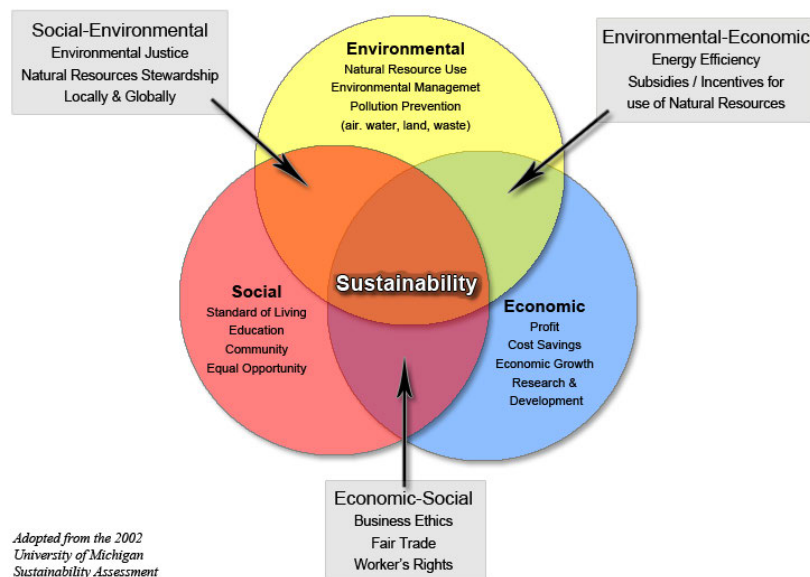 Social-Environmental
Environmental Justice
Natural Resources Stewardship
Locally & Globally
Environmental
Natural Resource Use
Environmental Managemet
Pollution Prevention
(air. water, land, waste)
Environmental-Economic
Energy Efficiency
Subsidies / Incentives for
use of Natural Resources
Sustainability
Social
Standard of Living
Education
Community
Equal Opportunity
Economic
Profit
Cost Savings
Economic Growth
Research &
Development
Economic-Social
Business Ethics
Fair Trade
Worker's Rights
Adopted from the 2002
University of Michigan
Sustainability Assessment